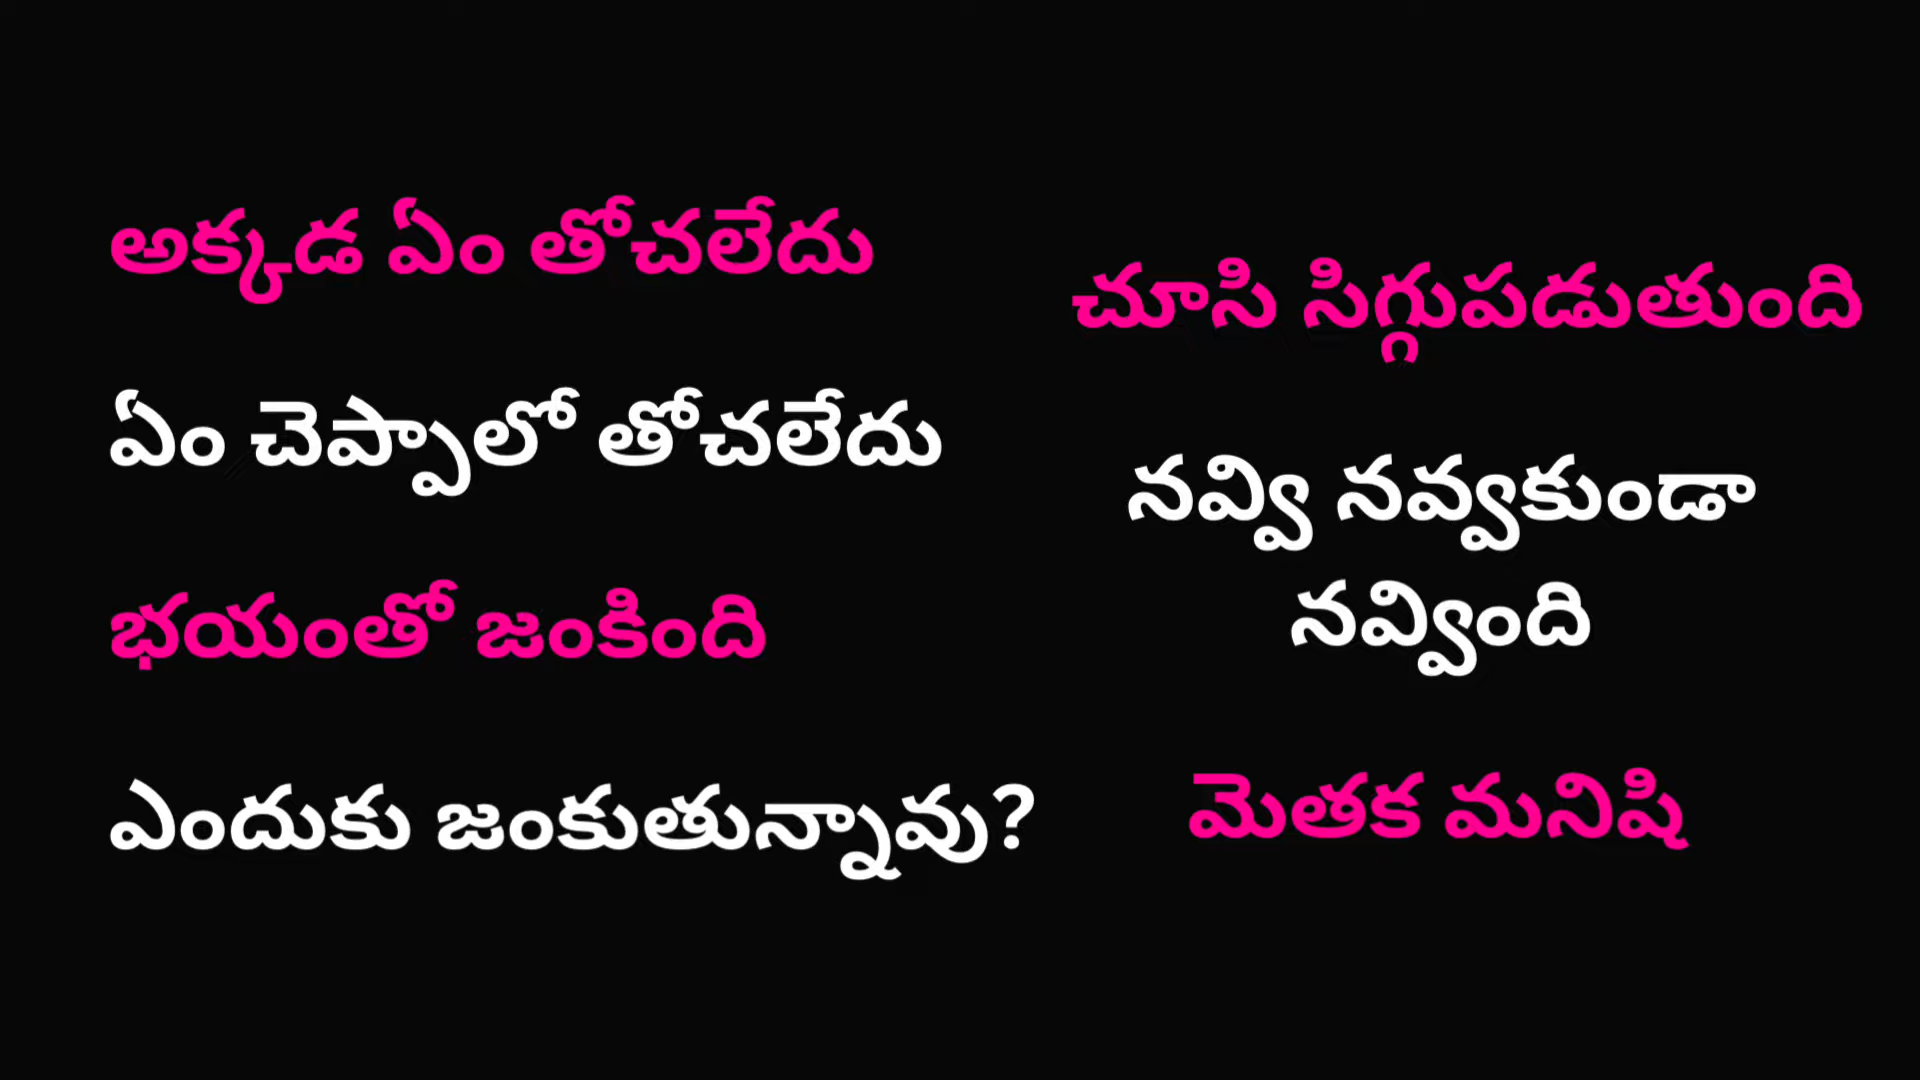 అక్కడ ఏం తోచలేదు
ఏం చెప్పాలో తోచలేదు
భయంతో జంకింది
ఎందుకు జంకుతున్నావు?
చూసి సిగ్గుపడుతుంది
నవ్వి నవ్వకుండా
నవ్వింది
మెతక మనిషి